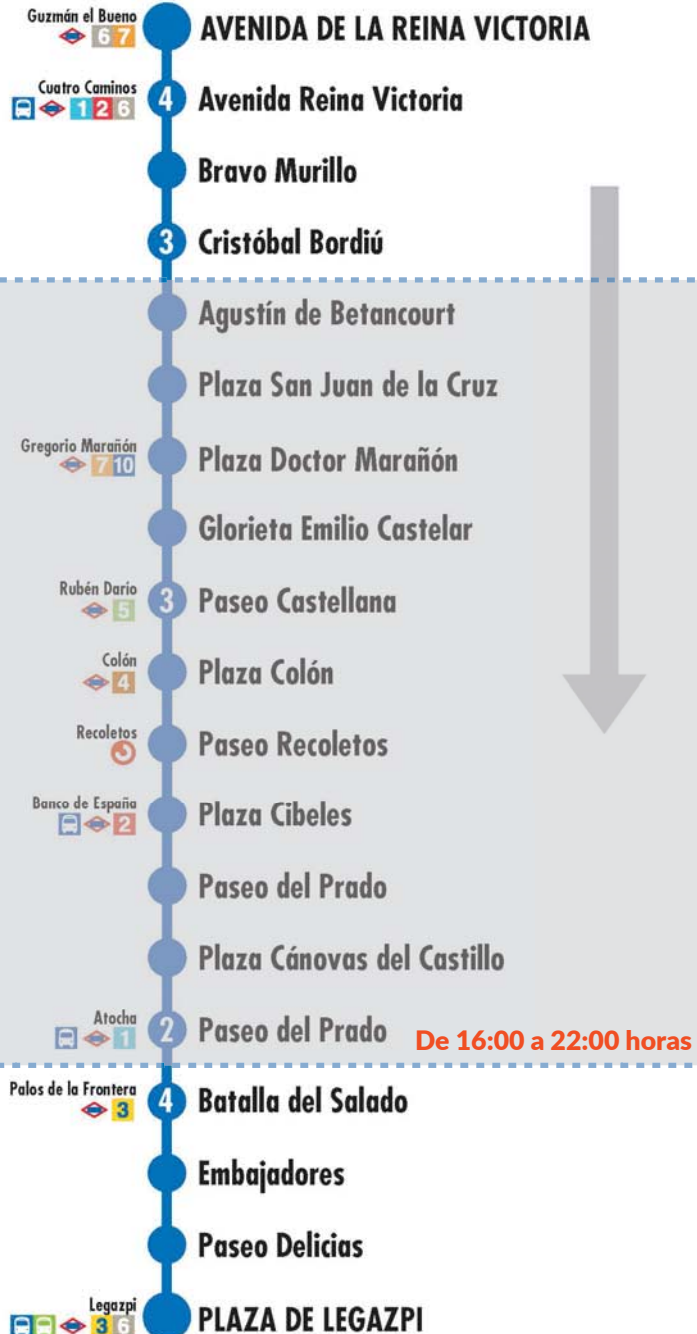 Guzmán el Bueno
6 7
AVENIDA DE LA REINA VICTORIA
Cuatro Caminos
1 2 6
4
Avenida Reina Victoria
Bravo Murillo
3
Cristóbal Bordiú
Agustín de Betancourt
Plaza San Juan de la Cruz
Gregorio Marañón
7 10
Plaza Doctor Marañón
Glorieta Emilio Castelar
Rubén Darío
5
3
Paseo Castellana
Colón
4
Plaza Colón
Recoletos
Paseo Recoletos
Banco de España
2
Plaza Cibeles
Paseo del Prado
Plaza Cánovas del Castillo
Atocha
1
2
Paseo del Prado
De 16:00 a 22:00 horas
Palos de la Frontera
3
4
Batalla del Salado
Embajadores
Paseo Delicias
Legazpi
3 6
PLAZA DE LEGAZPI